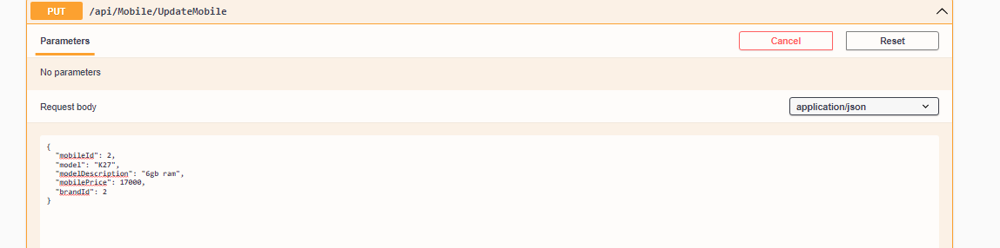 PUT /api/Mobile/UpdateMobile
Parameters Cancel Reset
No parameters
Request body application/json
{
"mobileId": 2,
"model": "K27",
"modelDescription": "6gb ram",
"mobilePrice": 17000,
"brandId": 2
}